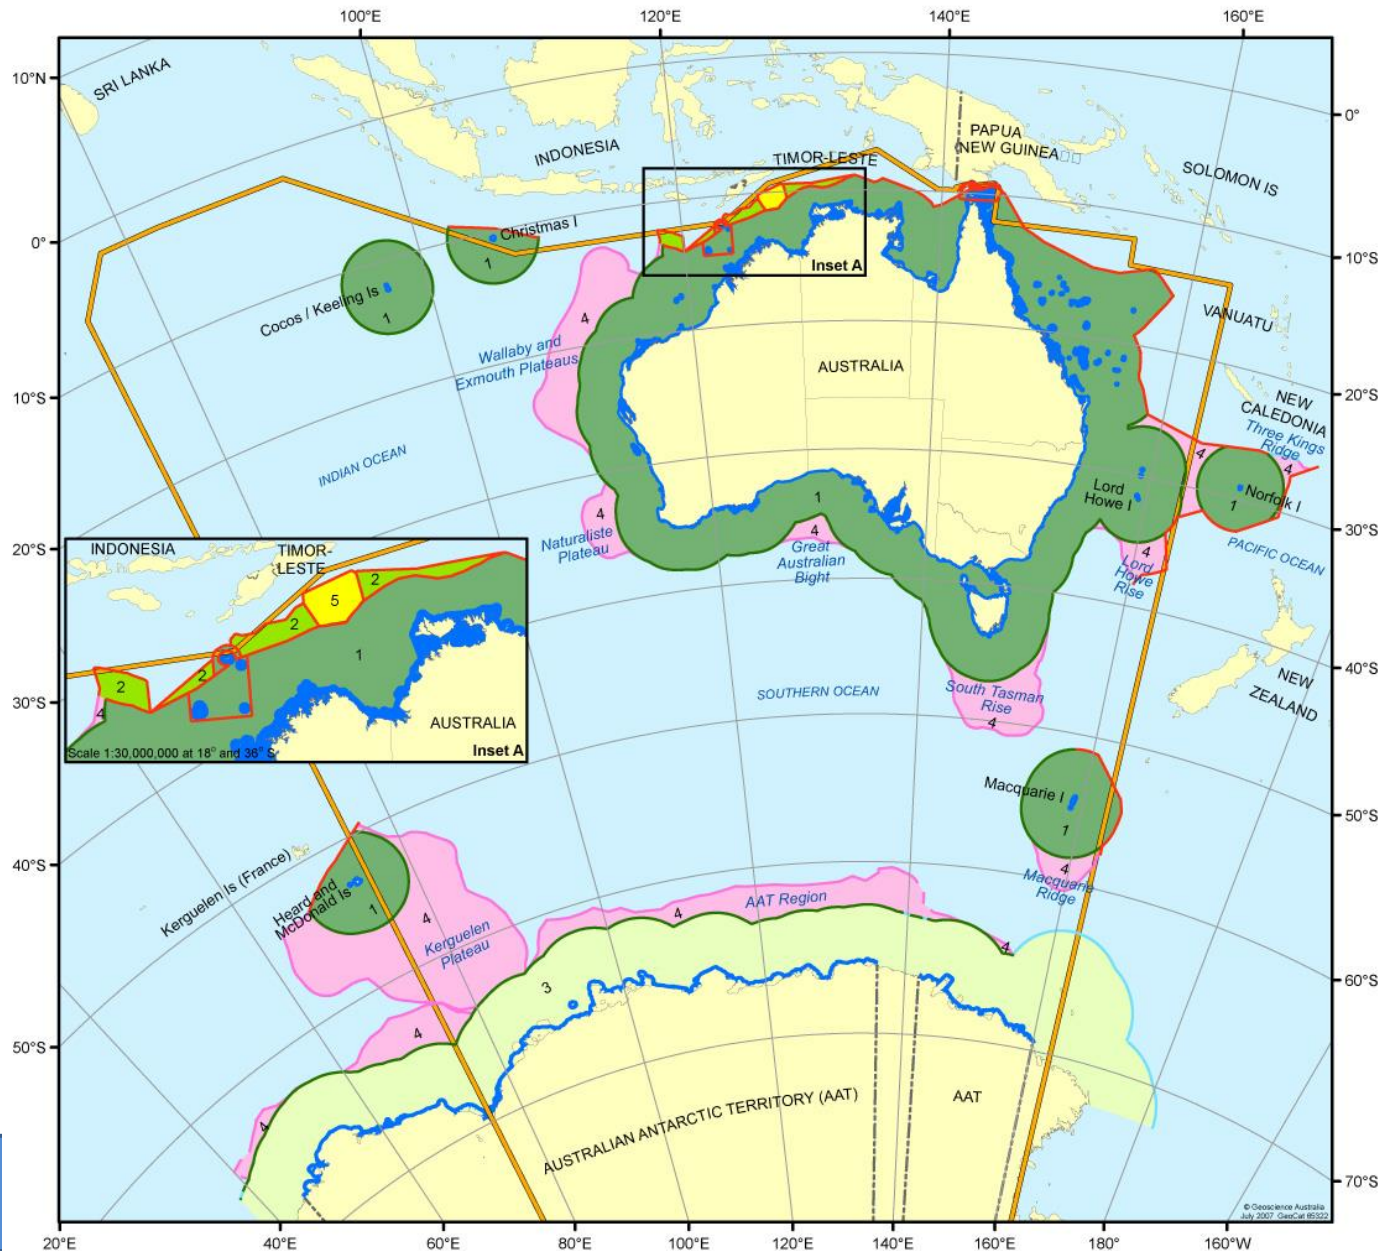 100°E
120°E
140°E
160°E
10°N
SRI LANKA
0°
PAPUA
NEW GUINEA
INDONESIA
TIMOR-LESTE
SOLOMON IS
Christmas I
0°
1
Inset A
10°S
Cocos / Keeling Is
1
4
VANUATU
Wallaby and
Exmouth Plateaus
AUSTRALIA
10°S
20°S
NEW
CALEDONIA
Three Kings
Ridge
4
4
INDIAN OCEAN
Lord
Howe I
Norfolk I
1
1
4
4
30°S
Naturaliste
Plateau
Great
Australian
Bight
4
Lord
Howe
Rise
PACIFIC OCEAN
20°S
INDONESIA
TIMOR-
LESTE
2
5
2
1
2
2
4
AUSTRALIA
Scale 1:30,000,000 at 18° and 36° S
Inset A
40°S
NEW
ZEALAND
SOUTHERN OCEAN
South Tasman
Rise
4
30°S
Macquarie I
1
50°S
40°S
4
Macquarie
Ridge
Kerguelen Is (France)
Heard and
McDonald Is
1
4
Kerguelen
Plateau
4
AAT Region
4
60°S
3
4
50°S
AUSTRALIAN ANTARCTIC TERRITORY (AAT)
AAT
4
70°S
© Geoscience Australia
July 2007 GeoCat 65322
20°E
40°E
60°E
80°E
100°E
120°E
140°E
160°E
180°E
160°W